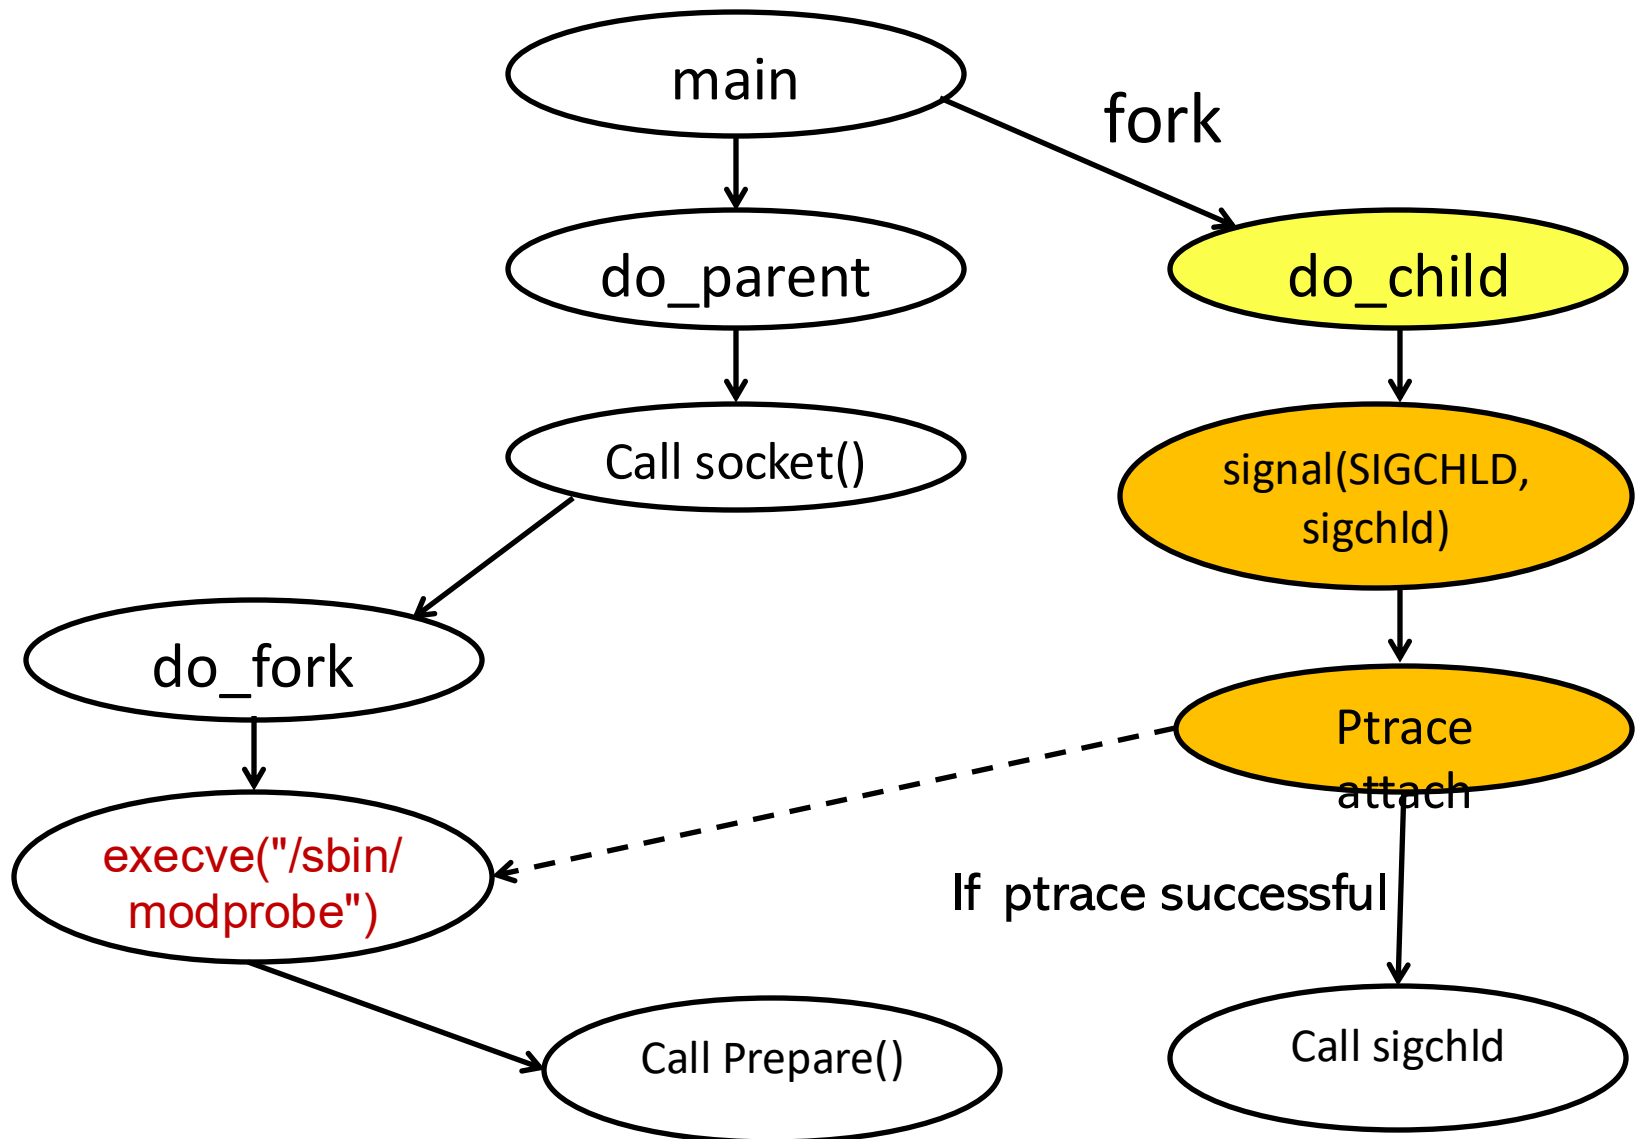 main
fork
do_parent
do_child
Call socket()
signal(SIGCHLD,
sigchld)
do_fork
Ptrace
attach
execve("/sbin/
modprobe")
If ptrace successful
Call Prepare()
Call sigchld